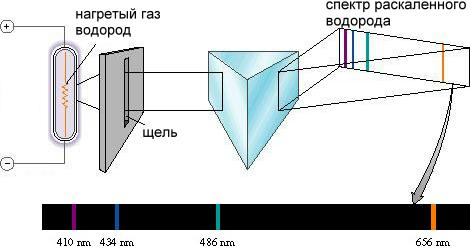 нагретый газ
водород
спектр раскаленного
водорода
щель
410 nm 434 nm 486 nm 656 nm